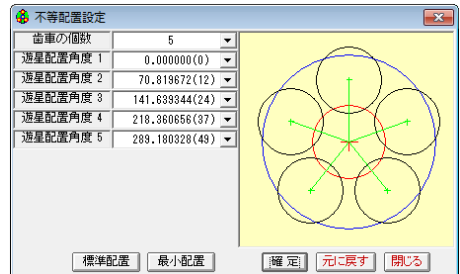 不等配置設定
歯車の個数 5
遊星配置角度 1 0.000000(0)
遊星配置角度 2 70.819672(12)
遊星配置角度 3 141.639344(24)
遊星配置角度 4 218.360656(37)
遊星配置角度 5 289.180328(49)
標準配置 最小配置 確 定 元に戻す 閉じる